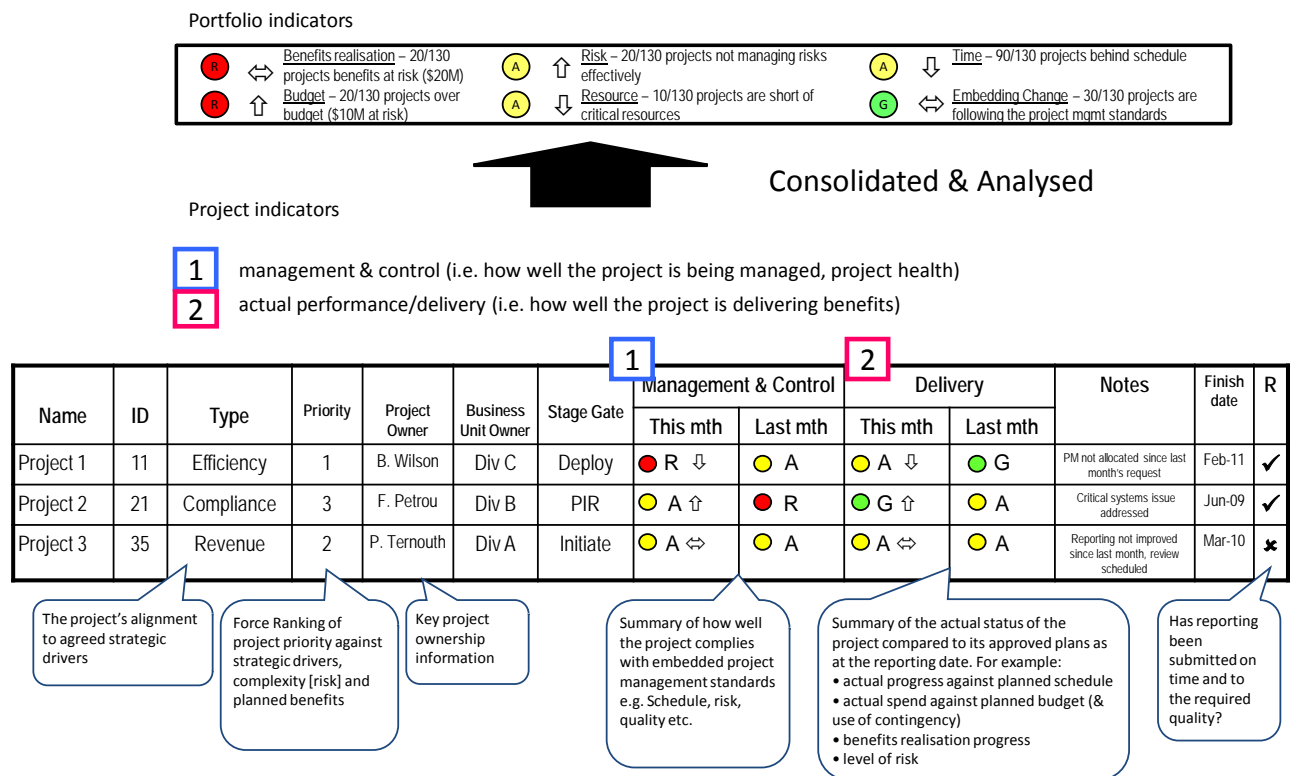 Portfolio indicators
R
⇔
Benefits realisation – 20/130
projects benefits at risk ($20M)
A
⇧
Risk – 20/130 projects not managing risks
effectively
A
⇩
Time – 90/130 projects behind schedule
R
⇧
Budget – 20/130 projects over
budget ($10M at risk)
A
⇩
Resource – 10/130 projects are short of
critical resources
G
⇔
Embedding Change – 30/130 projects are
following the project mgmt standards
Consolidated & Analysed
Project indicators
1 management & control (i.e. how well the project is being managed, project health)
2 actual performance/delivery (i.e. how well the project is delivering benefits)
1
2
Name ID Type Priority Project Owner Business Unit Owner Stage Gate Management & Control Delivery Notes Finish date R
This mth Last mth This mth Last mth
Project 1 11 Efficiency 1 B. Wilson Div C Deploy R ⇩ A A ⇩ G PM not allocated since last
month's request Feb-11 ✓
Project 2 21 Compliance 3 F. Petrou Div B PIR A ⇧ R G ⇧ A Critical systems issue
addressed Jun-09 ✓
Project 3 35 Revenue 2 P. Ternouth Div A Initiate A ⇔ A A ⇔ A Reporting not improved
since last month, review
scheduled Mar-10 ✖
The project's alignment
to agreed strategic
drivers
Force Ranking of
project priority against
strategic drivers,
complexity [risk] and
planned benefits
Key project
ownership
information
Summary of how well
the project complies
with embedded project
management standards
e.g. Schedule, risk,
quality etc.
Summary of the actual status of the
project compared to its approved plans as
at the reporting date. For example:
• actual progress against planned schedule
• actual spend against planned budget (&
use of contingency)
• benefits realisation progress
• level of risk
Has reporting
been
submitted on
time and to
the required
quality?